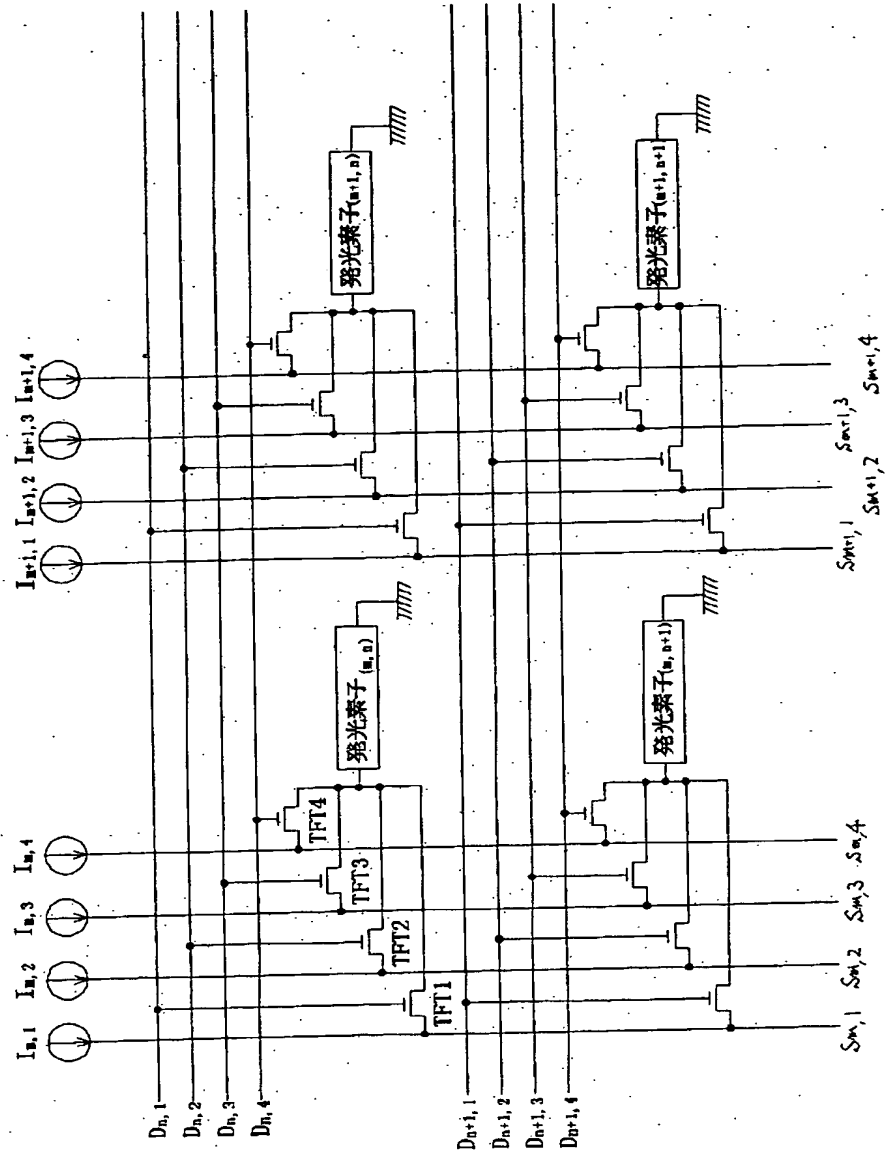 Im,1 Im,2 Im,3 Im,4 Im+1,1 Im+1,2 Im+1,3 Im+1,4
Dn,1
Dn,2
Dn,3
Dn,4
TFT4
TFT3
TFT2
TFT1
発光素子(m,n)
発光素子(m+1,n)
Dn+1,1
Dn+1,2
Dn+1,3
Dn+1,4
発光素子(m,n+1)
発光素子(m+1,n+1)
Sm,1 Sm,2 Sm,3 Sm,4 Sm+1,1 Sm+1,2 Sm+1,3 Sm+1,4